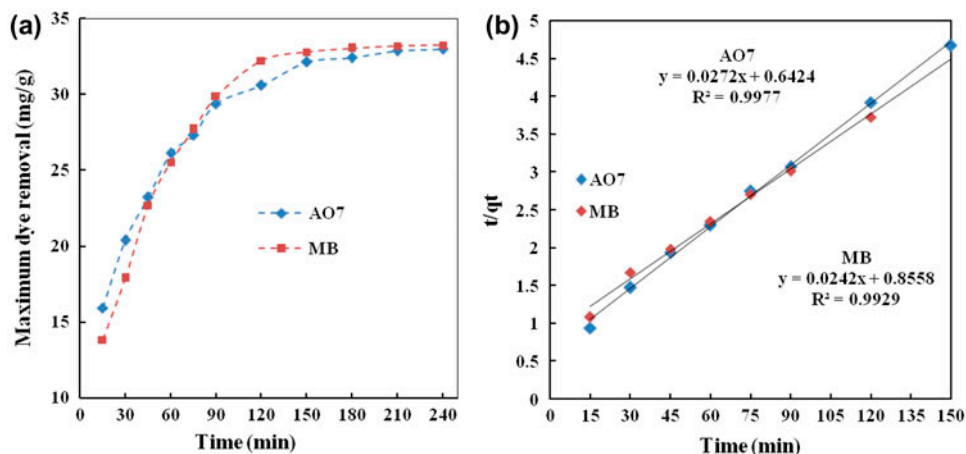 (a)
35
30
25
20
15
10
Maximum dye removal (mg/g)
AO7
MB
0 30 60 90 120 150 180 210 240
Time (min)
(b)
5
4.5
4
3.5
3
2.5
2
1.5
1
0.5
0
t/qt
AO7
y = 0.0272x + 0.6424
R² = 0.9977
AO7
MB
MB
y = 0.0242x + 0.8558
R² = 0.9929
0 15 30 45 60 75 90 105 120 135 150
Time (min)